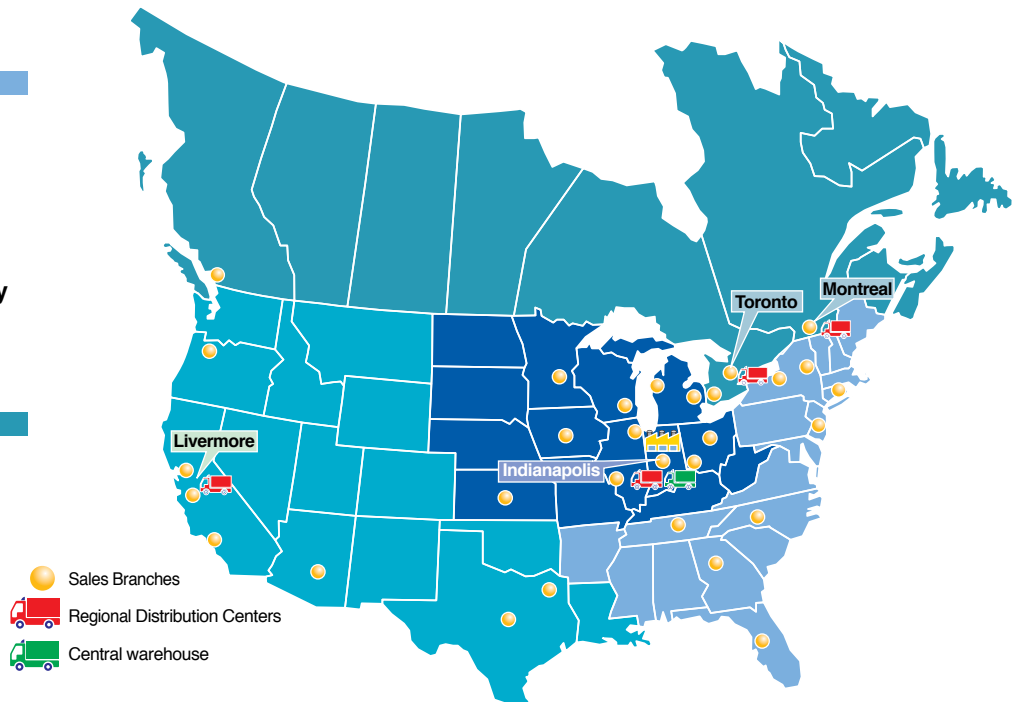 y
Montreal
Toronto
Livermore
Indianapolis
Sales Branches
Regional Distribution Centers
Central warehouse